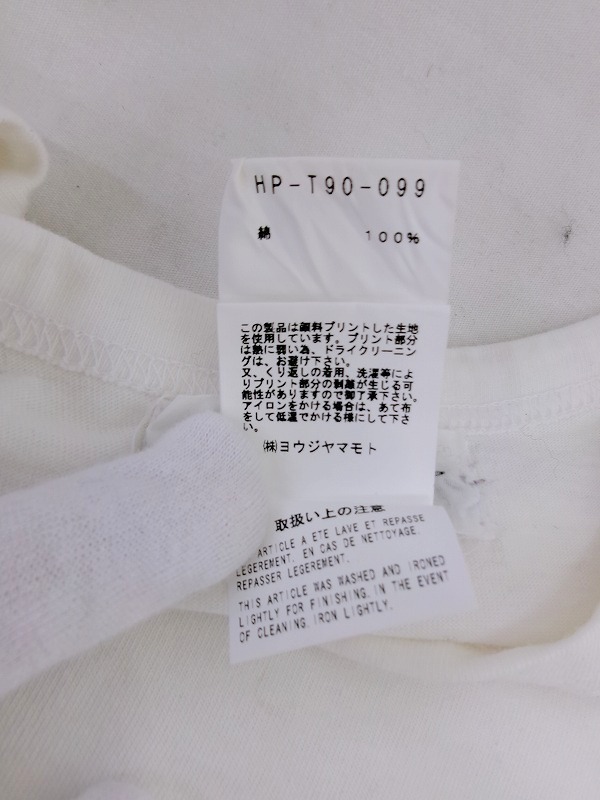 HP-T90-099
綿 100%
この製品は顔料プリントした生地
を使用しています。プリント部分
は熱に弱い為、ドライクリーニン
グは、お避け下さい。
又、くり返しの着用、洗濯等によ
りプリント部分の剥離が生じる可
能性がありますので御了承下さい。
アイロンをかける場合は、あて布
をして低温でかける様にして下さ
い。
㈱ヨウジヤマモト
取扱い上の注意
ARTICLE A ETE LAVE ET REPASSE
LEGEREMENT. EN CAS DE NETTOYAGE.
REPASSER LEGEREMENT.
THIS ARTICLE WAS WASHED AND IRONED
LIGHTLY FOR FINISHING. IN THE EVENT
OF CLEANING. IRON LIGHTLY.